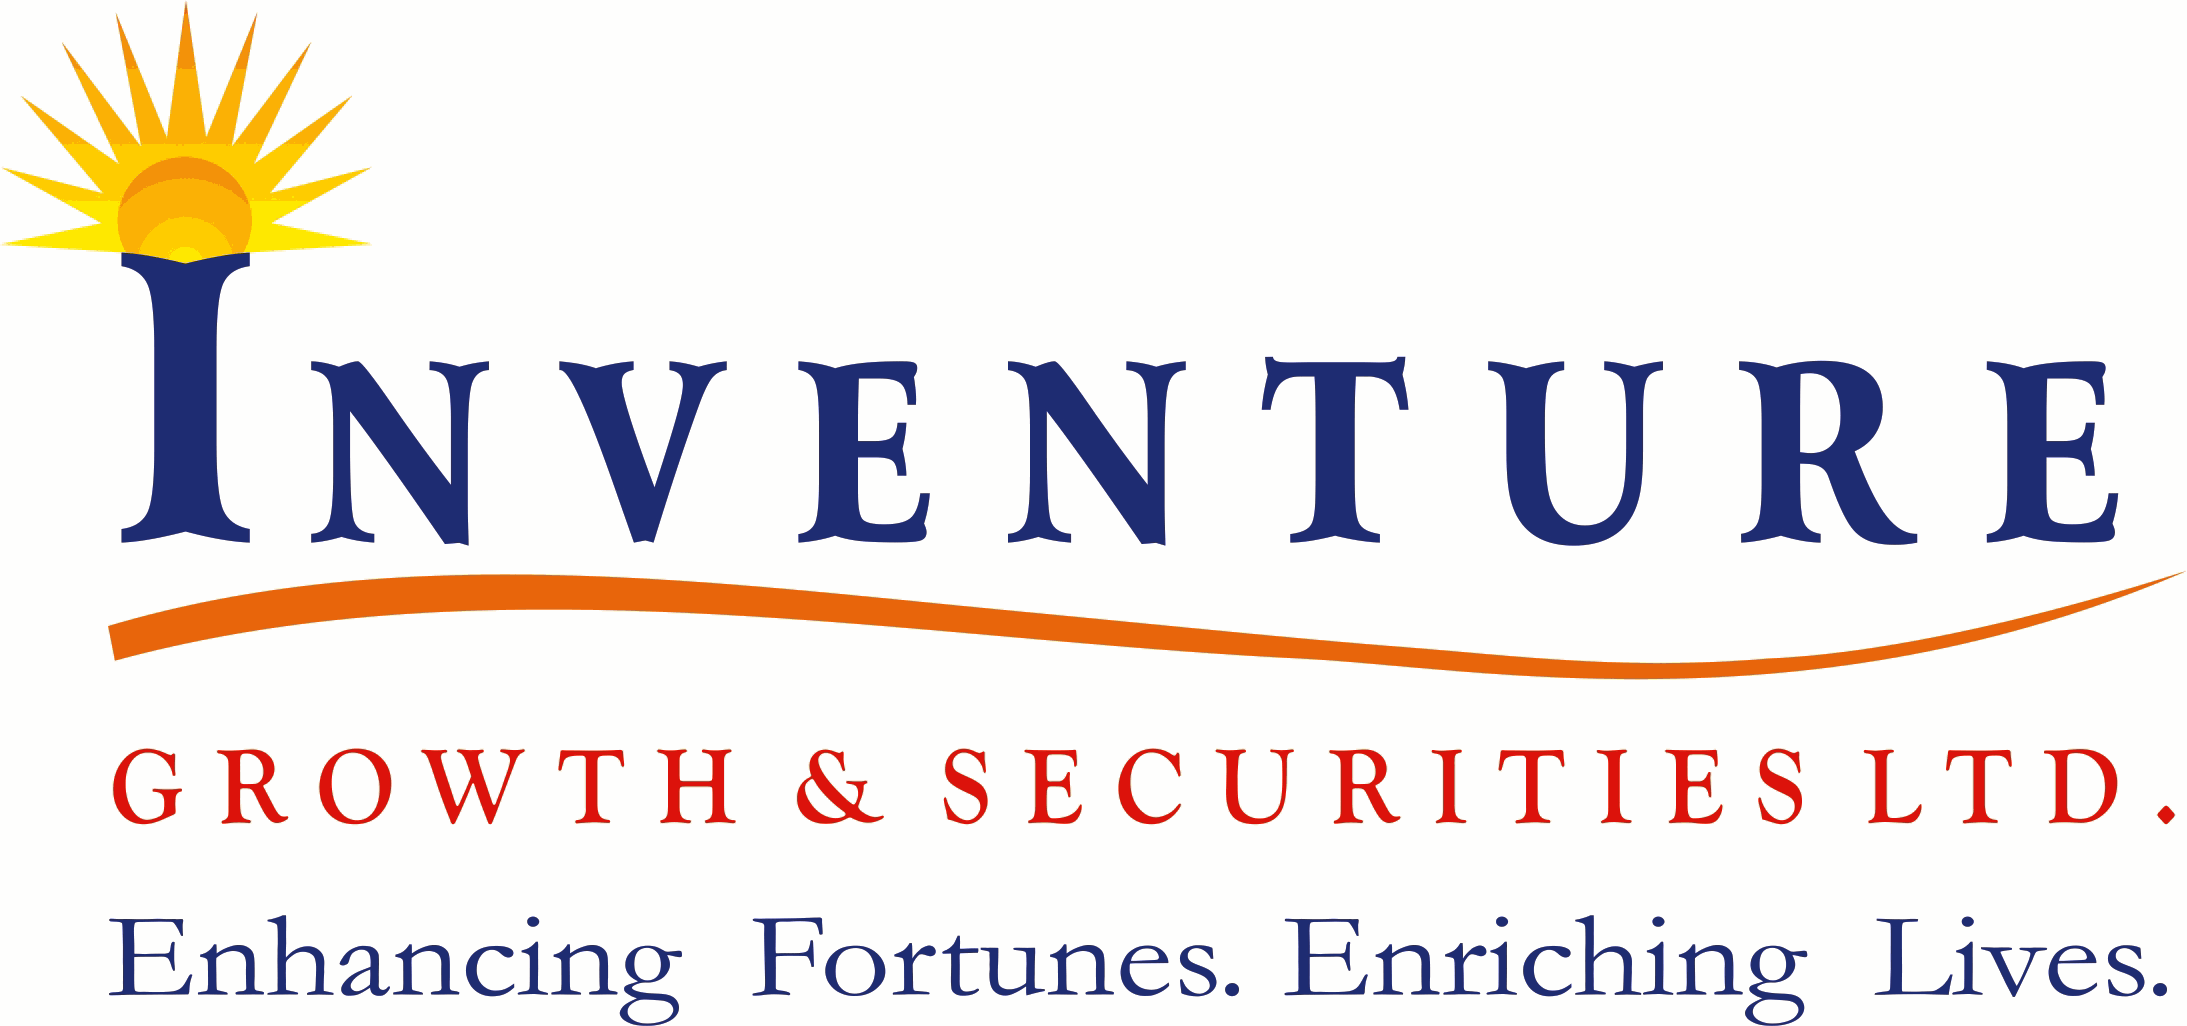 INVENTURE
GROWTH & SECURITIES LTD.
Enhancing Fortunes. Enriching Lives.